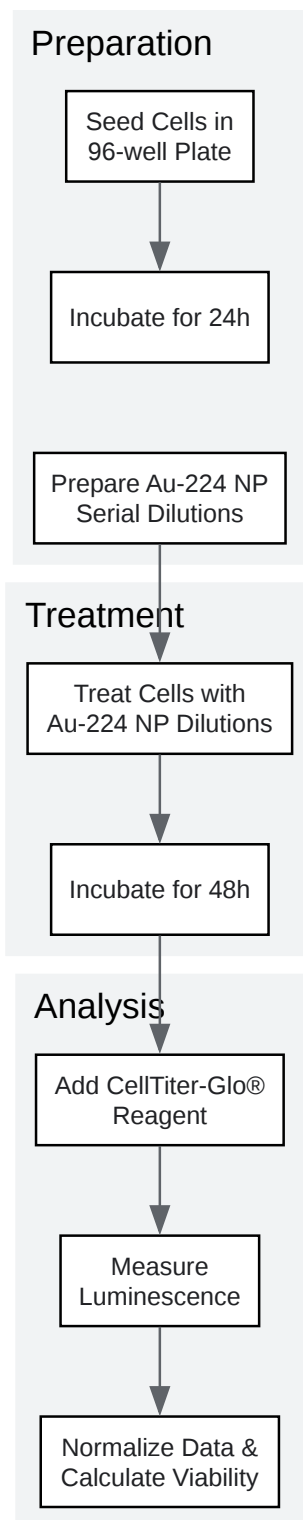 Preparation
Seed Cells in
96-well Plate
Incubate for 24h
Prepare Au-224 NP
Serial Dilutions
Treatment
Treat Cells with
Au-224 NP Dilutions
Incubate for 48h
Analysis
Add CellTiter-Glo®
Reagent
Measure
Luminescence
Normalize Data &
Calculate Viability